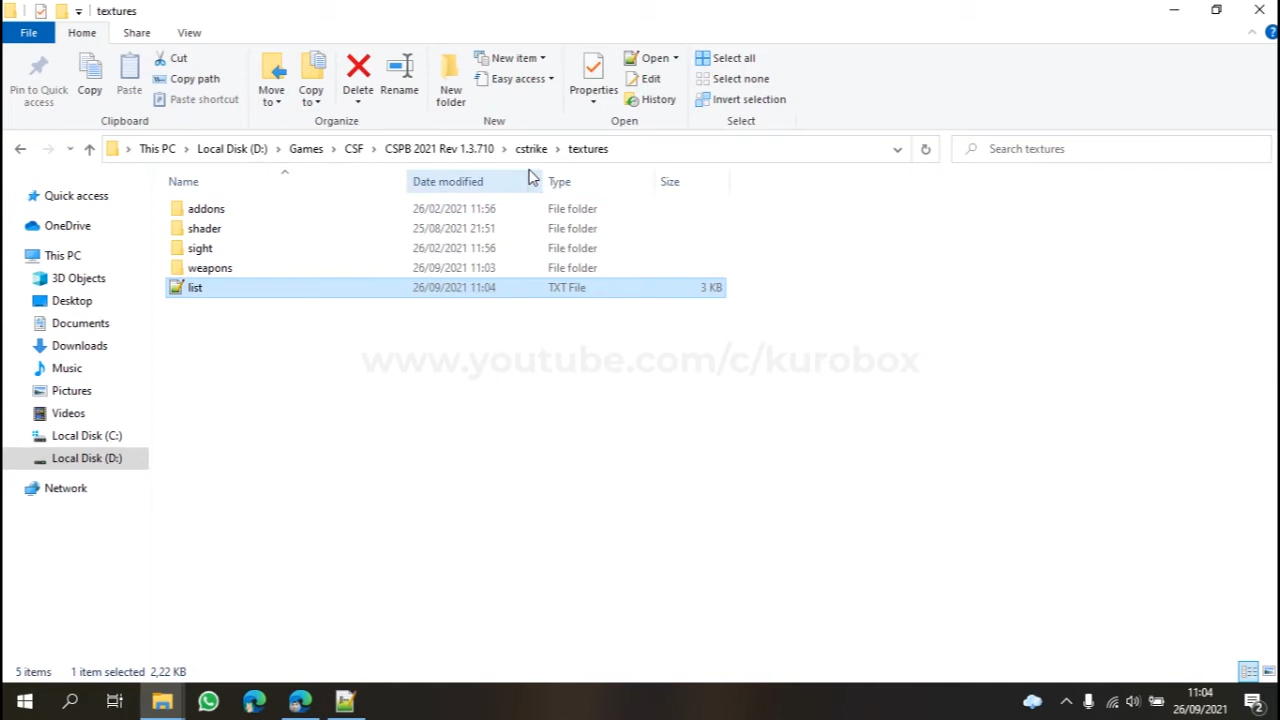 textures
File
Home
Share
View
Pin to Quick access
Copy
Paste
Cut
Copy path
Paste shortcut
Clipboard
Move to
Copy to
Delete
Rename
Organize
New folder
New item
Easy access
New
Properties
Open
Edit
History
Open
Select all
Select none
Invert selection
Select
This PC > Local Disk (D:) > Games > CSF > CSPB 2021 Rev 1.3.710 > cstrike > textures
Search textures
Name Date modified Type Size
addons 26/02/2021 11:56 File folder
shader 25/08/2021 21:51 File folder
sight 26/02/2021 11:56 File folder
weapons 26/09/2021 11:03 File folder
list 26/09/2021 11:04 TXT File 3 KB
Quick access
OneDrive
This PC
3D Objects
Desktop
Documents
Downloads
Music
Pictures
Videos
Local Disk (C:)
Local Disk (D:)
Network
www.youtube.com/c/kurobox
5 items 1 item selected 2,22 KB
11:04
26/09/2021
2